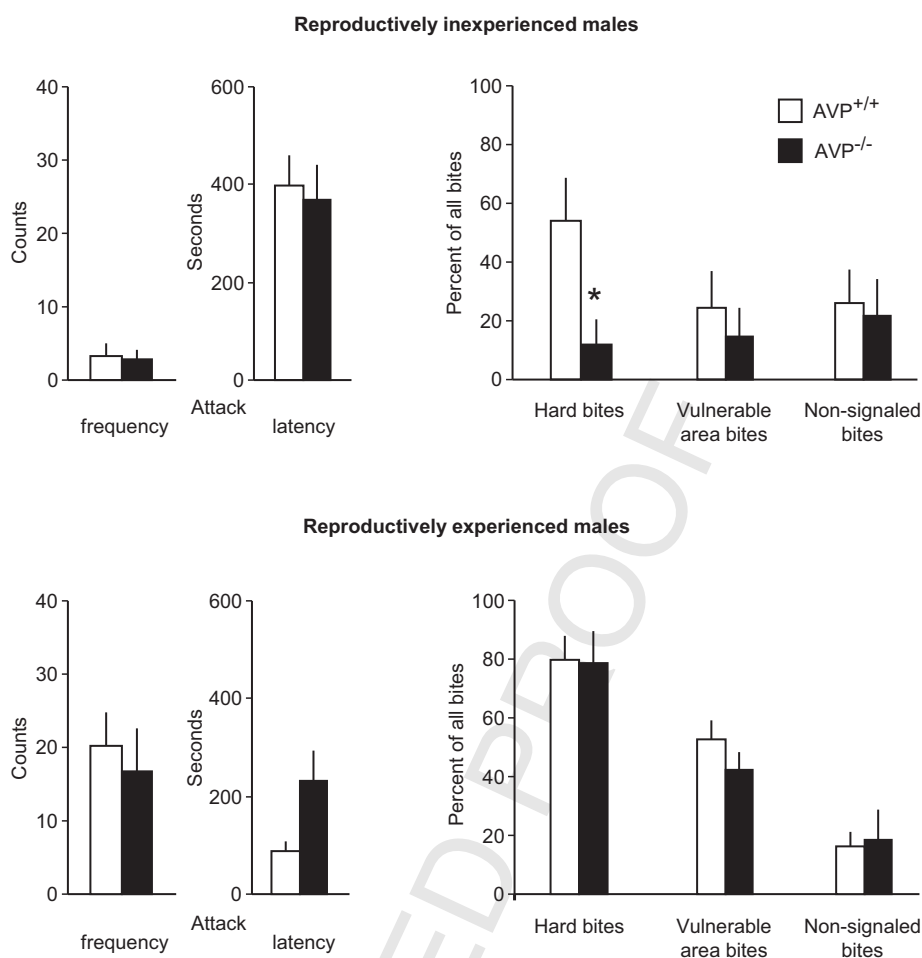 Reproductively inexperienced males
40
30
20
10
0
Counts
frequency
Attack
600
400
200
0
Seconds
latency
100
80
60
40
20
0
Percent of all bites
*
AVP+/+
AVP-/-
Hard bites
Vulnerable
area bites
Non-signaled
bites
Reproductively experienced males
40
30
20
10
0
Counts
frequency
Attack
600
400
200
0
Seconds
latency
100
80
60
40
20
0
Percent of all bites
Hard bites
Vulnerable
area bites
Non-signaled
bites
ED PROOF